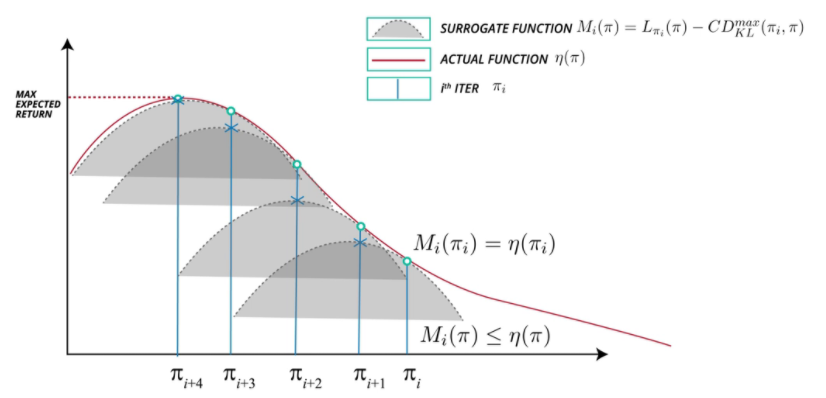 SURROGATE FUNCTION $M_i(\pi) = L_{\pi_i}(\pi) - CD_{KL}^{max}(\pi_i, \pi)$
ACTUAL FUNCTION $\eta(\pi)$
$i^{th}$ ITER $\pi_i$
MAX
EXPECTED
RETURN
$M_i(\pi_i) = \eta(\pi_i)$
$M_i(\pi) \leq \eta(\pi)$
$\pi_{i+4}$ $\pi_{i+3}$ $\pi_{i+2}$ $\pi_{i+1}$ $\pi_i$